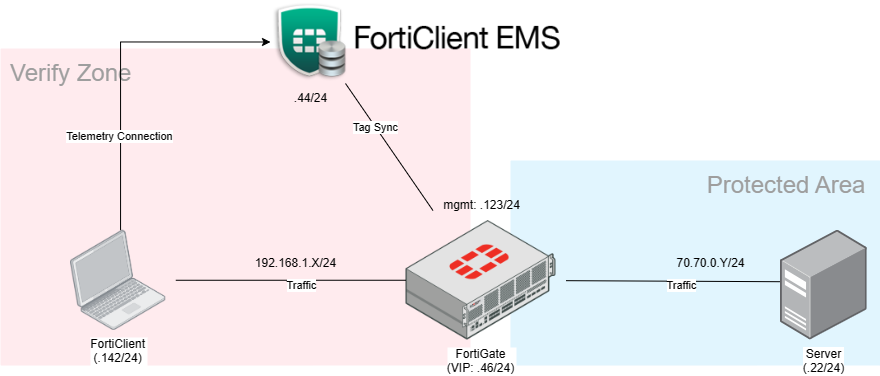 FortiClient EMS
Verify Zone
.44/24
Tag Sync
Telemetry Connection
Protected Area
mgmt: .123/24
192.168.1.X/24
Traffic
70.70.0.Y/24
Traffic
FortiClient
(.142/24)
FortiGate
(VIP: .46/24)
Server
(.22/24)